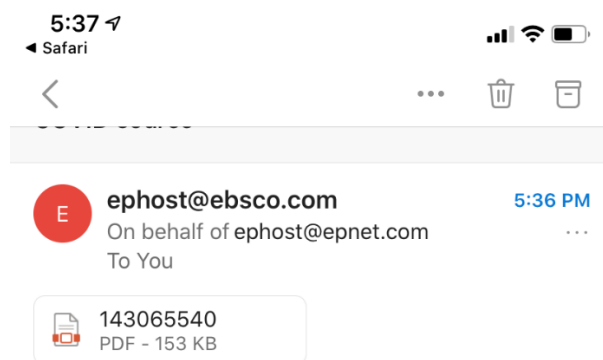 5:37
Safari
ephost@ebsco.com
5:36 PM
On behalf of ephost@epnet.com
To You
E
143065540
PDF - 153 KB